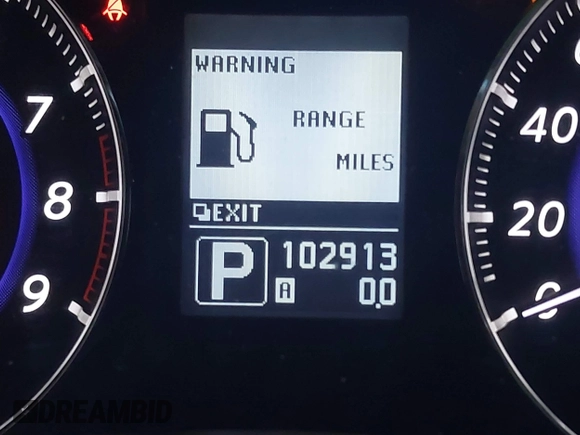 WARNING
RANGE
MILES
EXIT
P
102913
A 0.0
7
8
9
40
20
0
DREAMBID